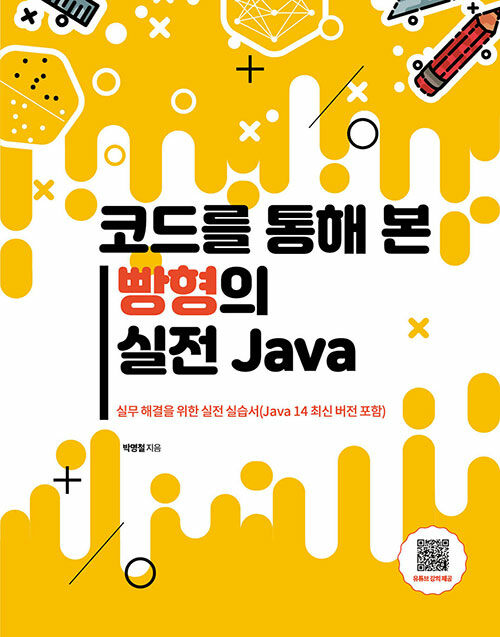 코드를 통해 본
빵형의
실전 Java
실무 해결을 위한 실전 실습서(Java 14 최신 버전 포함)
박명철 지음
유튜브 강의 제공